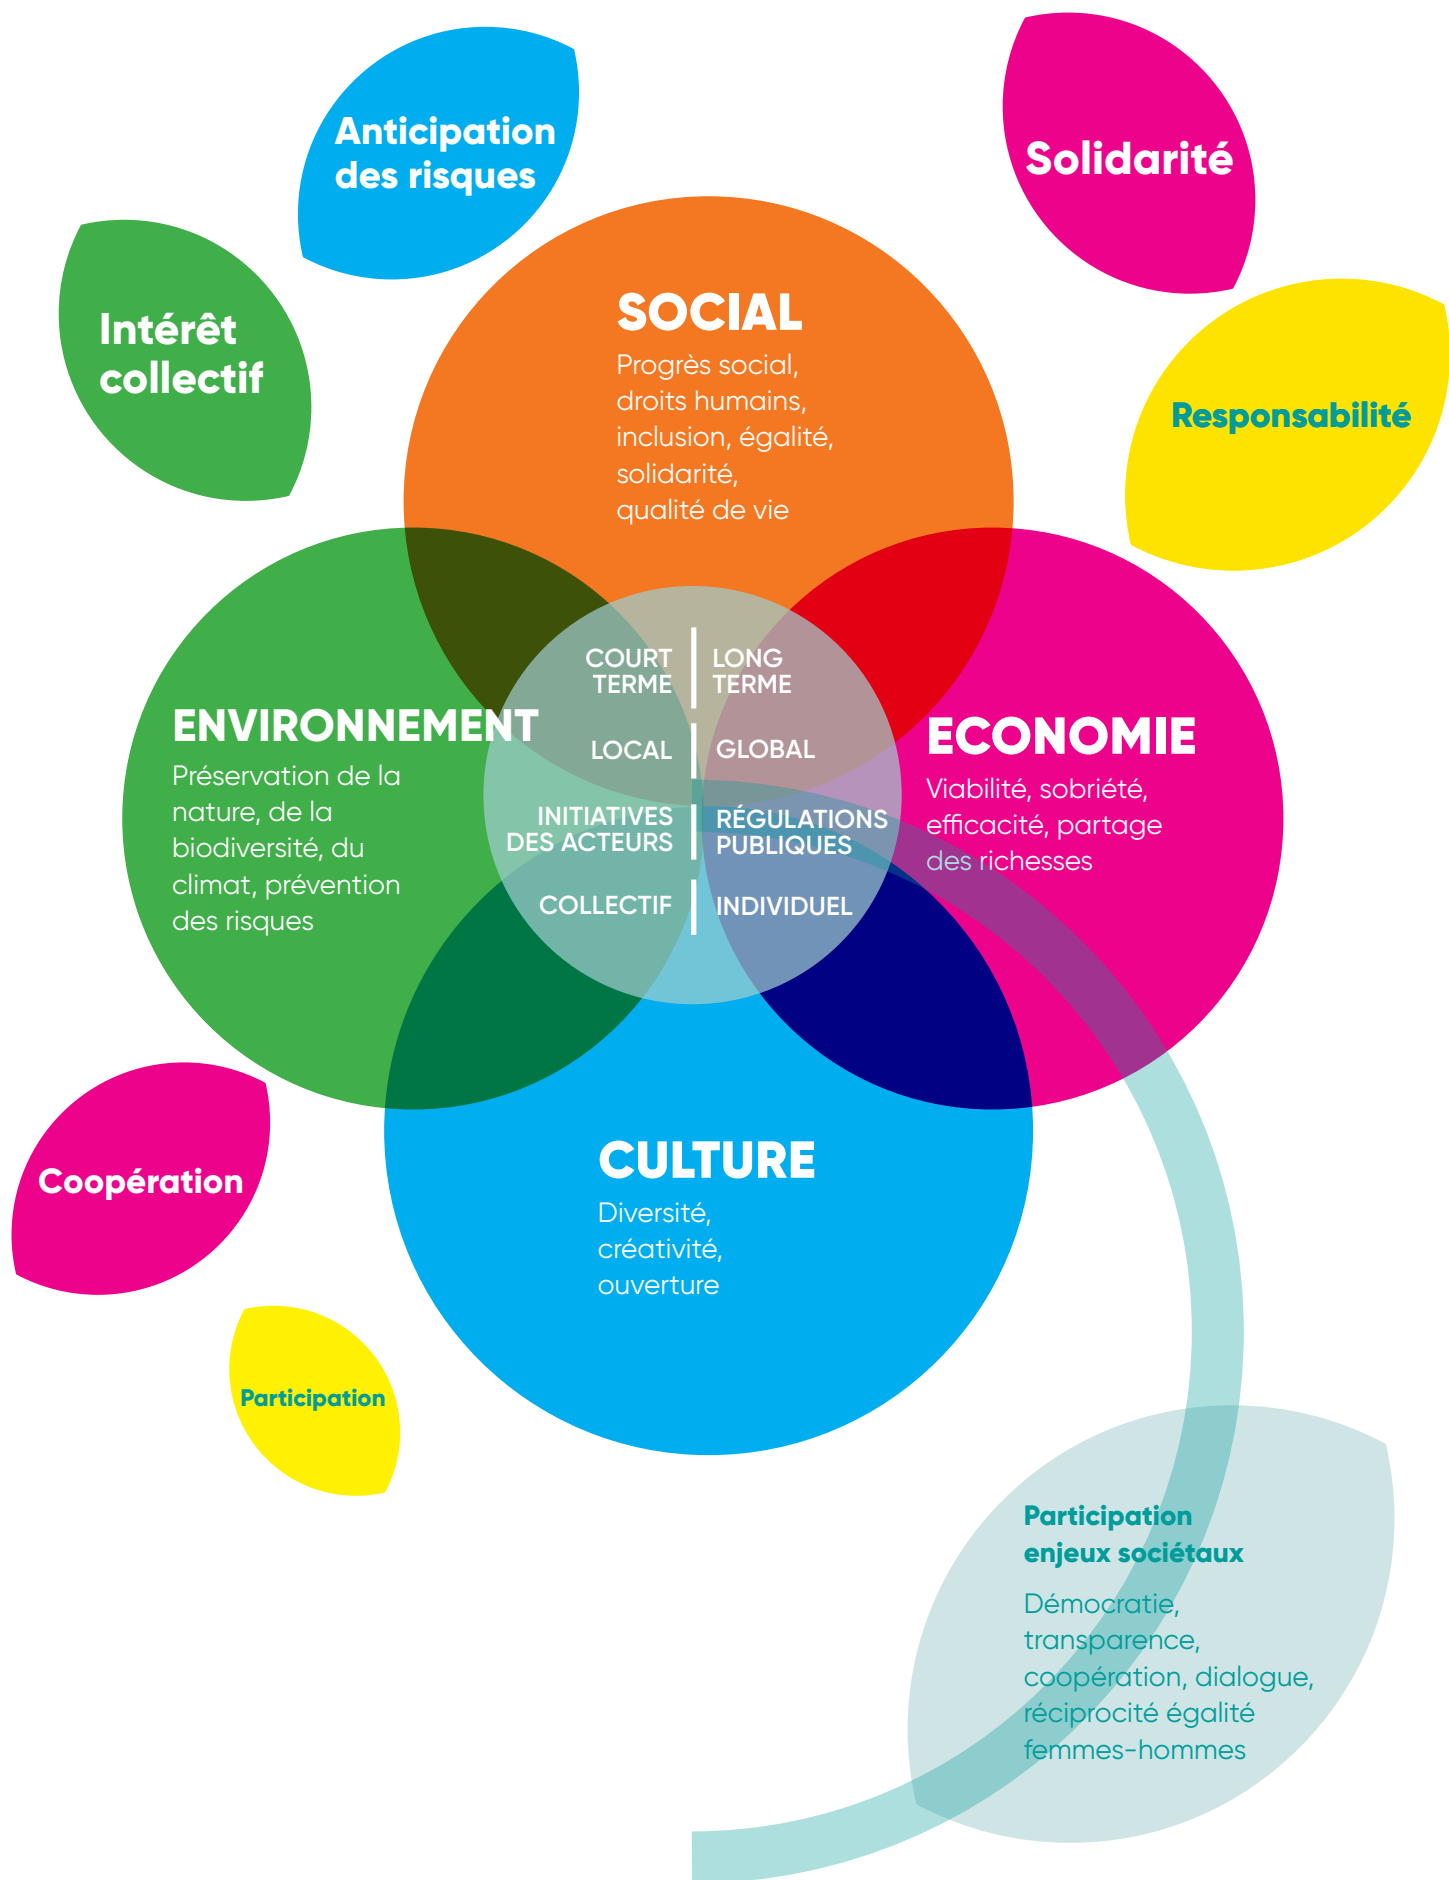 Anticipation
des risques
Solidarité
Intérêt
collectif
Responsabilité
SOCIAL
Progrès social,
droits humains,
inclusion, égalité,
solidarité,
qualité de vie
ENVIRONNEMENT
Préservation de la
nature, de la
biodiversité, du
climat, prévention
des risques
COURT
TERME
LONG
TERME
LOCAL
GLOBAL
INITIATIVES
DES ACTEURS
RÉGULATIONS
PUBLIQUES
COLLECTIF
INDIVIDUEL
ECONOMIE
Viabilité, sobriété,
efficacité, partage
des richesses
CULTURE
Diversité,
créativité,
ouverture
Coopération
Participation
Participation
enjeux sociétaux
Démocratie,
transparence,
coopération, dialogue,
réciprocité égalité
femmes-hommes